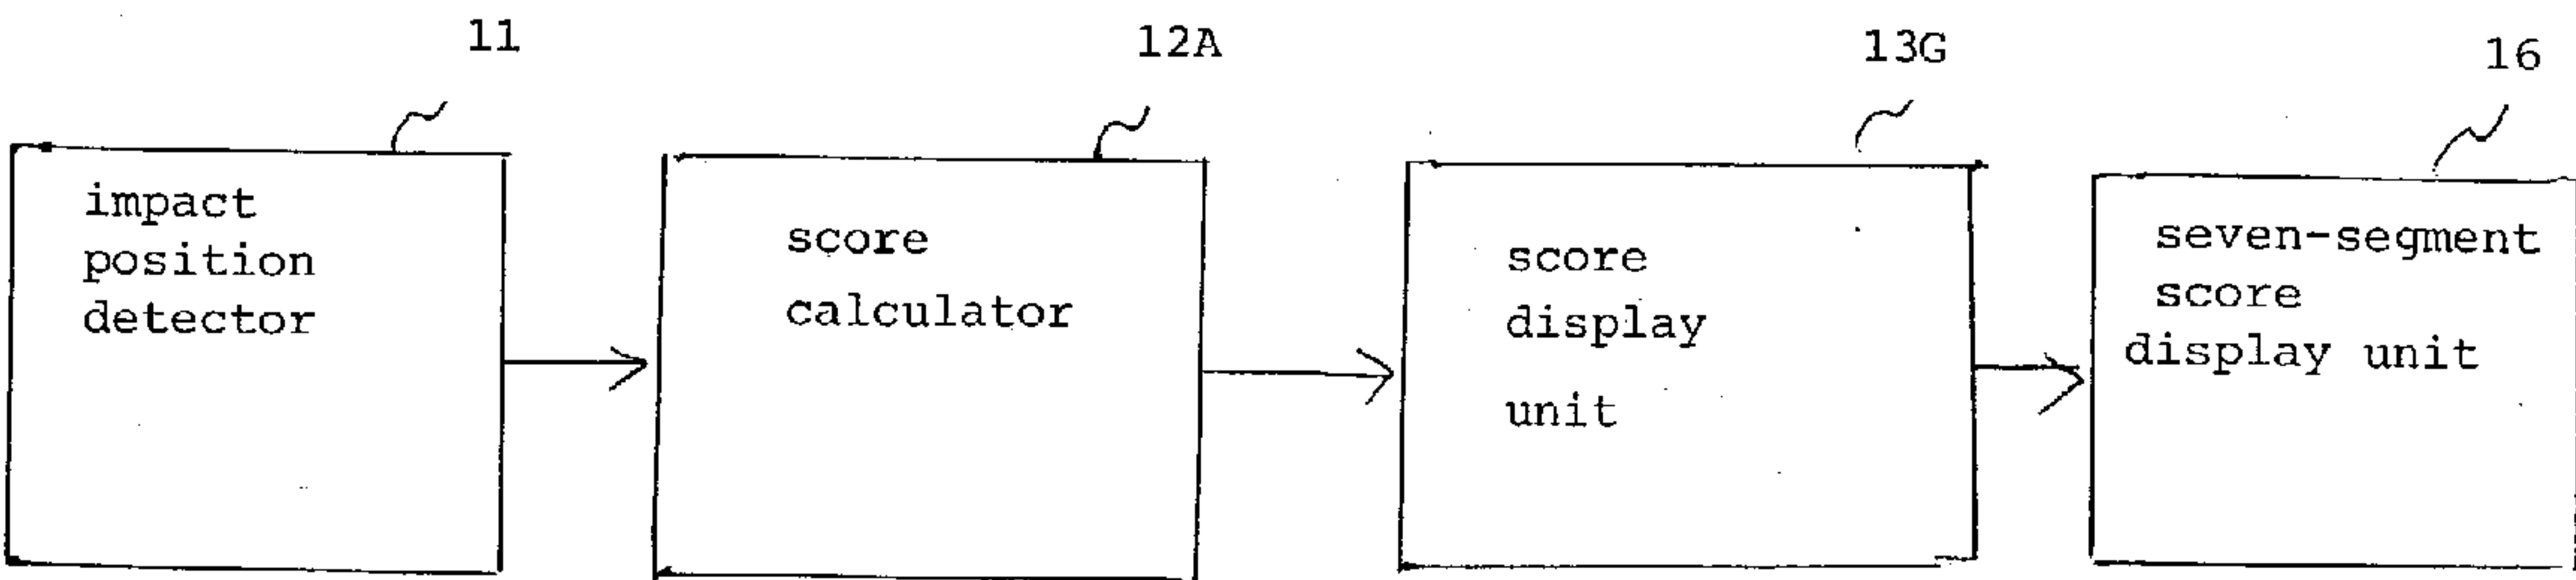 11
12A
13G
16
impact
position
detector
score
calculator
score
display
unit
seven-segment
score
display unit